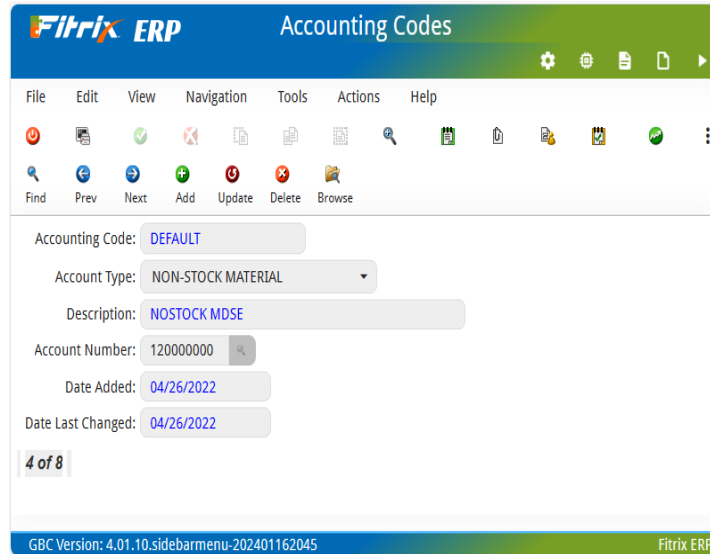 Fitrix ERP Accounting Codes
File Edit View Navigation Tools Actions Help
Find Prev Next Add Update Delete Browse
Accounting Code: DEFAULT
Account Type: NON-STOCK MATERIAL
Description: NOSTOCK MDSE
Account Number: 120000000
Date Added: 04/26/2022
Date Last Changed: 04/26/2022
4 of 8
GBC Version: 4.01.10.sidebarmenu-202401162045 Fitrix ERP